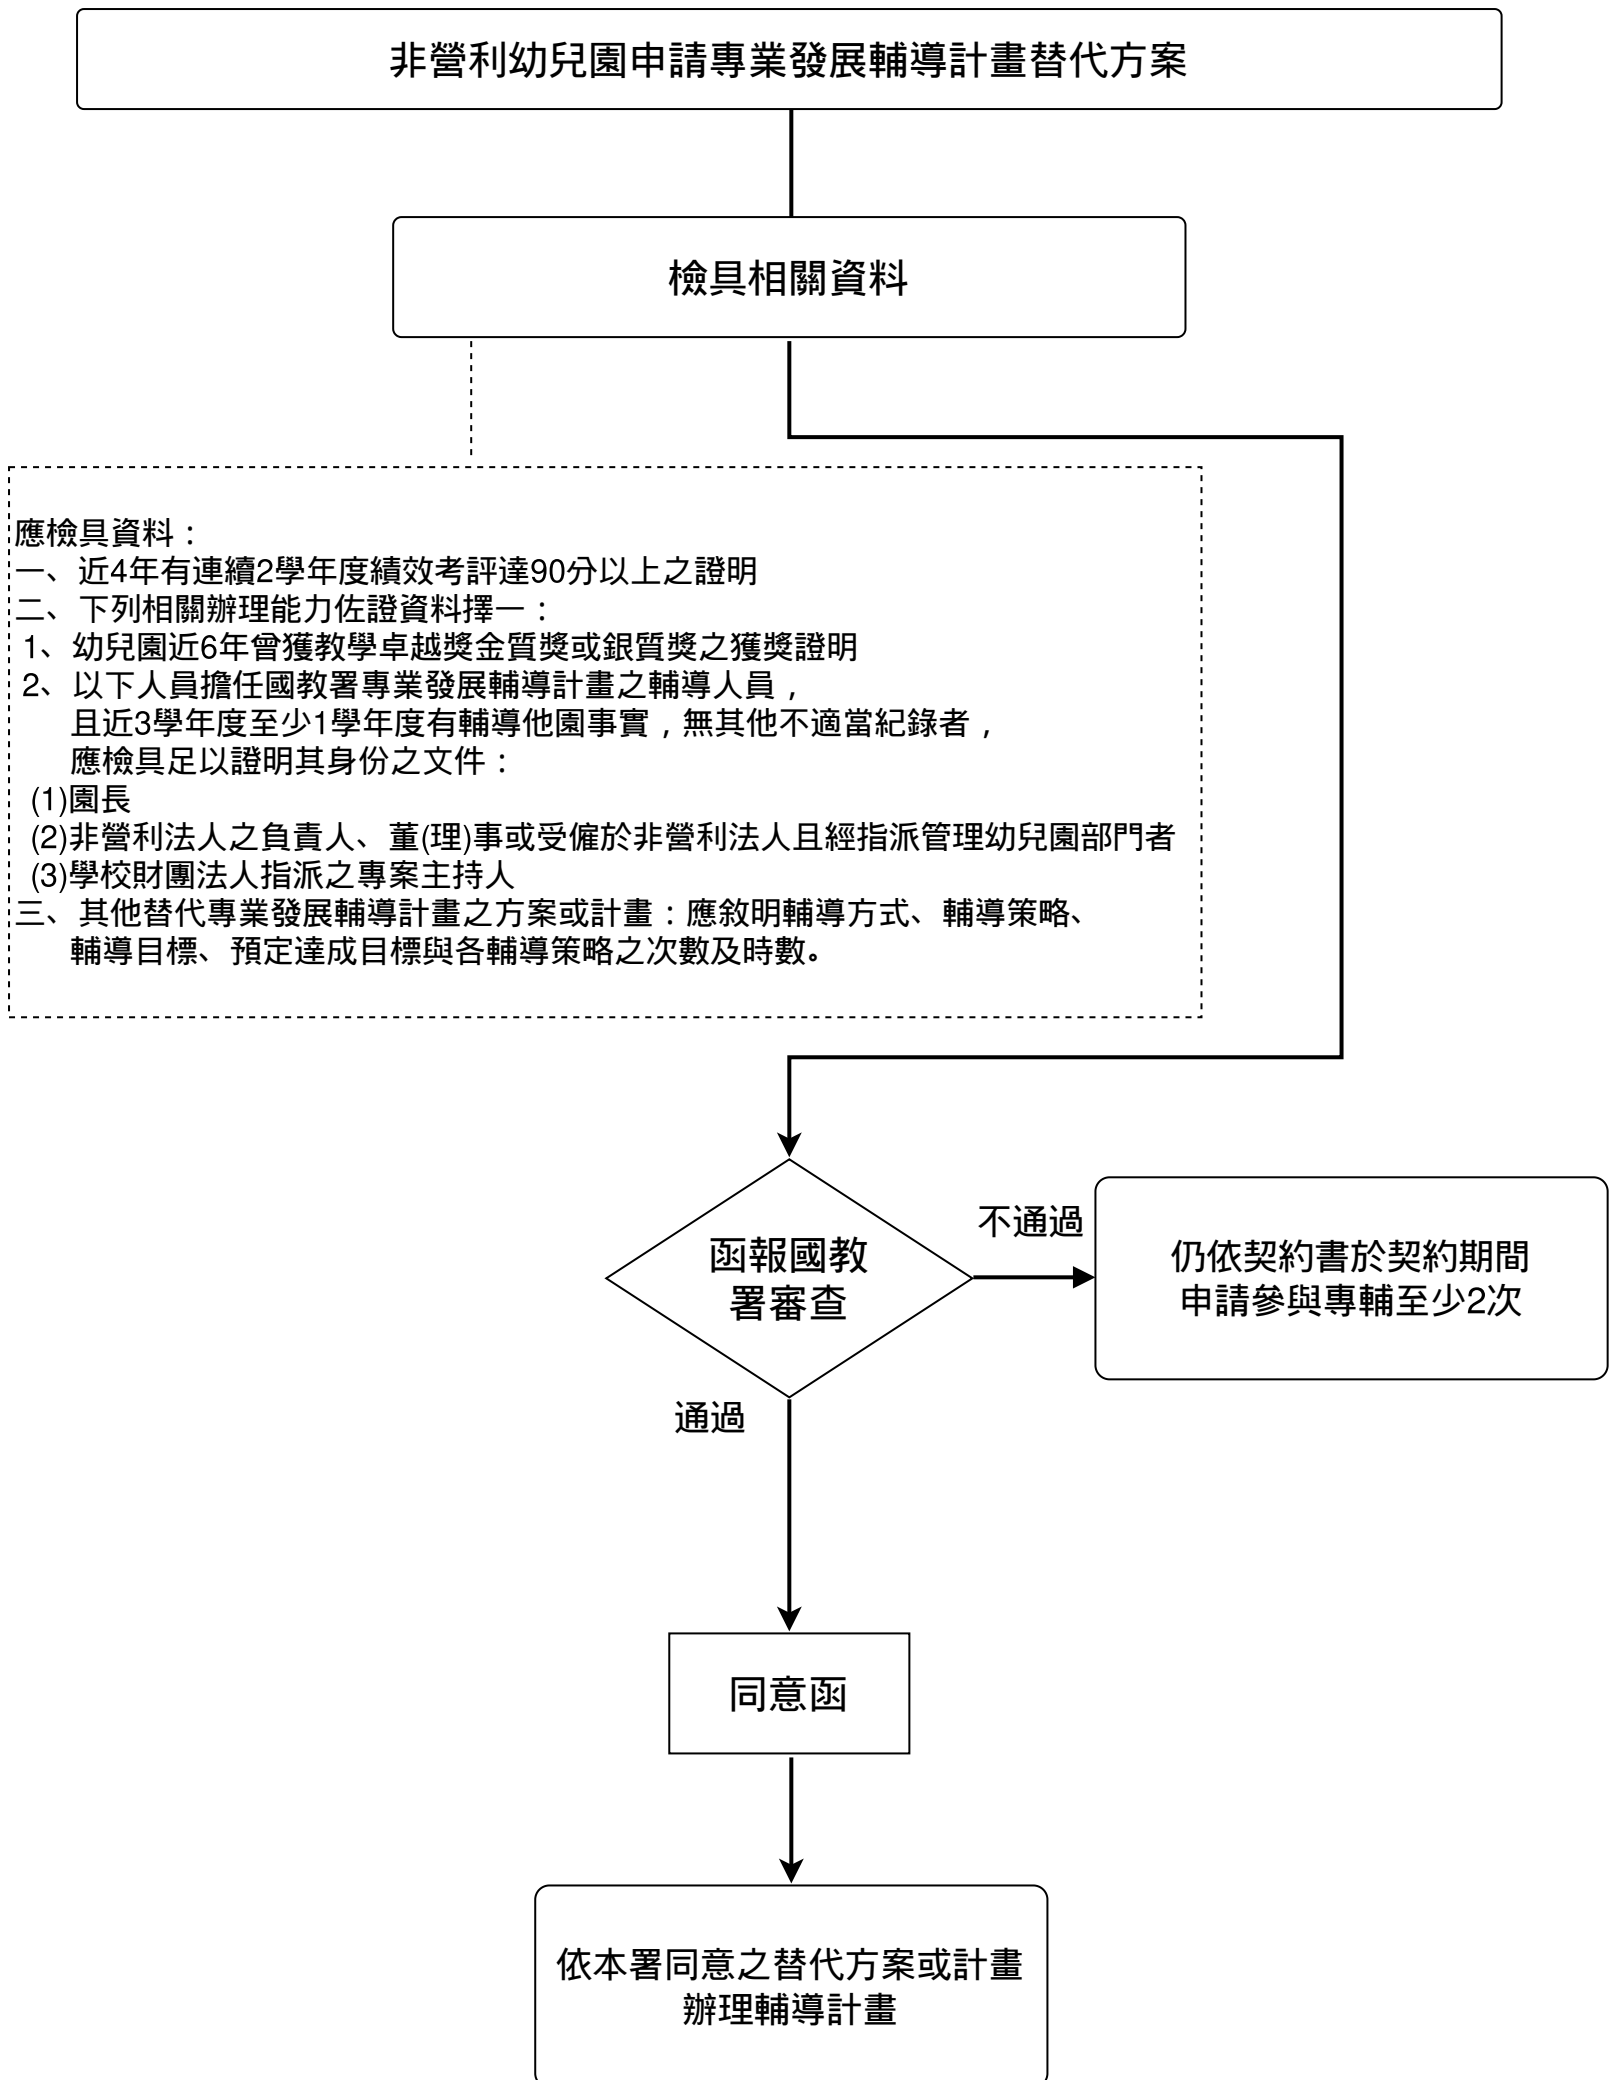 非營利幼兒園申請專業發展輔導計畫替代方案
檢具相關資料
應檢具資料：
一、近4年有連續2學年度績效考評達90分以上之證明
二、下列相關辦理能力佐證資料擇一：
1、幼兒園近6年曾獲教學卓越獎金質獎或銀質獎之獲獎證明
2、以下人員擔任國教署專業發展輔導計畫之輔導人員，
且近3學年度至少1學年度有輔導他園事實，無其他不適當紀錄者，
應檢具足以證明其身份之文件：
(1)園長
(2)非營利法人之負責人、董(理)事或受僱於非營利法人且經指派管理幼兒園部門者
(3)學校財團法人指派之專案主持人
三、其他替代專業發展輔導計畫之方案或計畫：應敘明輔導方式、輔導策略、
輔導目標、預定達成目標與各輔導策略之次數及時數。
函報國教
署審查
不通過
仍依契約書於契約期間
申請參與專輔至少2次
通過
同意函
依本署同意之替代方案或計畫
辦理輔導計畫